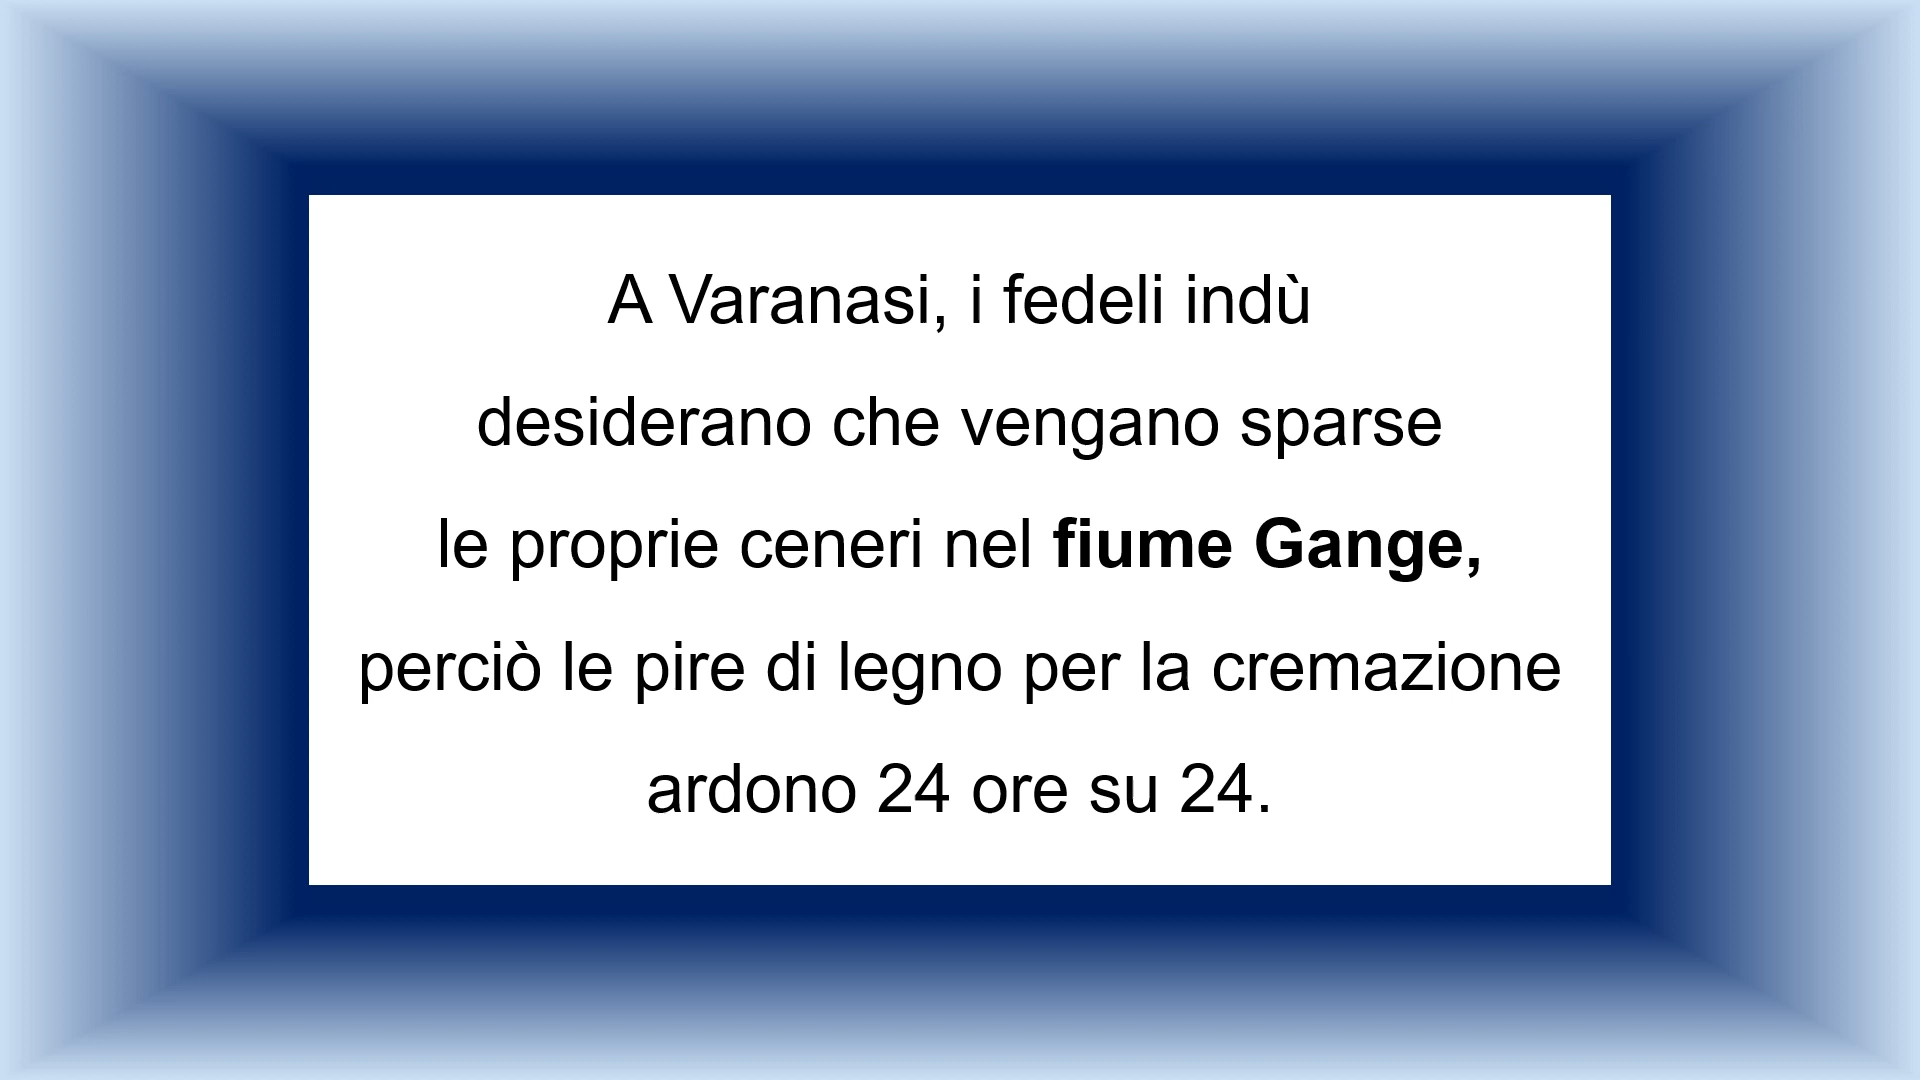 A Varanasi, i fedeli indù
desiderano che vengano sparse
le proprie ceneri nel fiume Gange,
perciò le pire di legno per la cremazione
ardono 24 ore su 24.